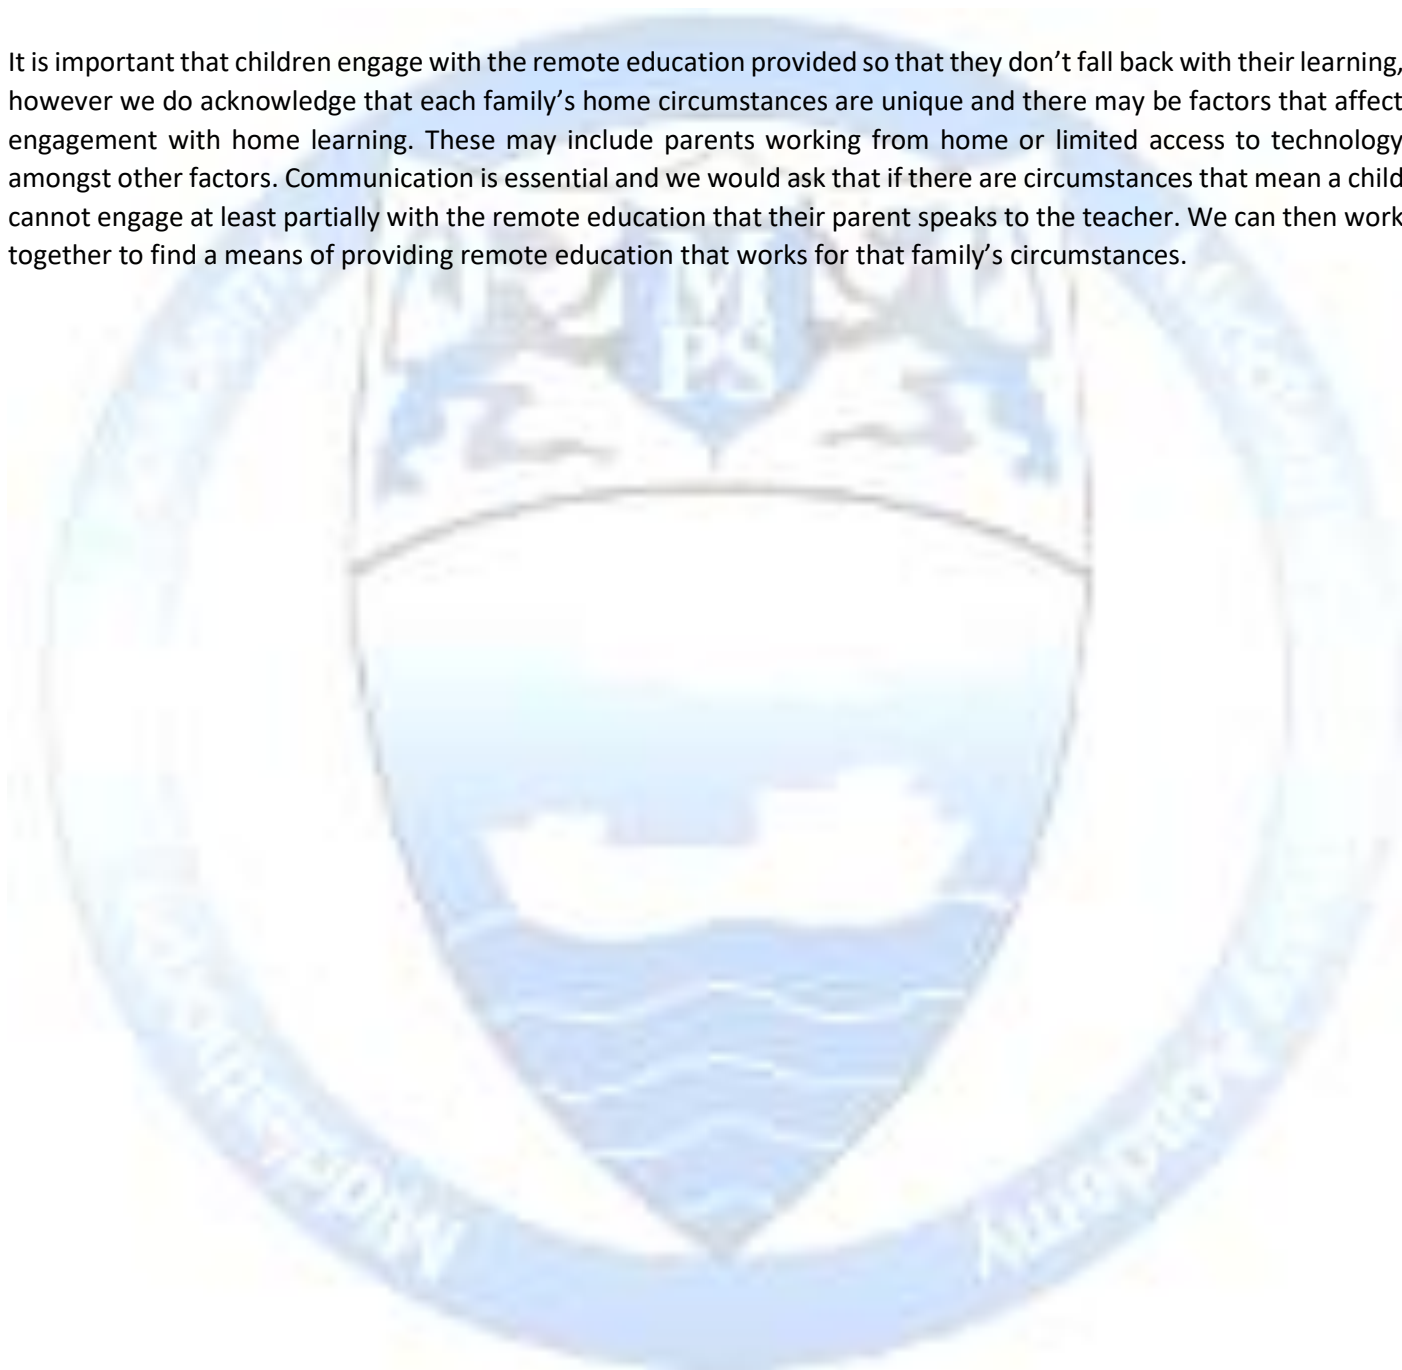 It is important that children engage with the remote education provided so that they don’t fall back with their learning,
however we do acknowledge that each family’s home circumstances are unique and there may be factors that affect
engagement with home learning. These may include parents working from home or limited access to technology
amongst other factors. Communication is essential and we would ask that if there are circumstances that mean a child
cannot engage at least partially with the remote education that their parent speaks to the teacher. We can then work
together to find a means of providing remote education that works for that family’s circumstances.
M
PS